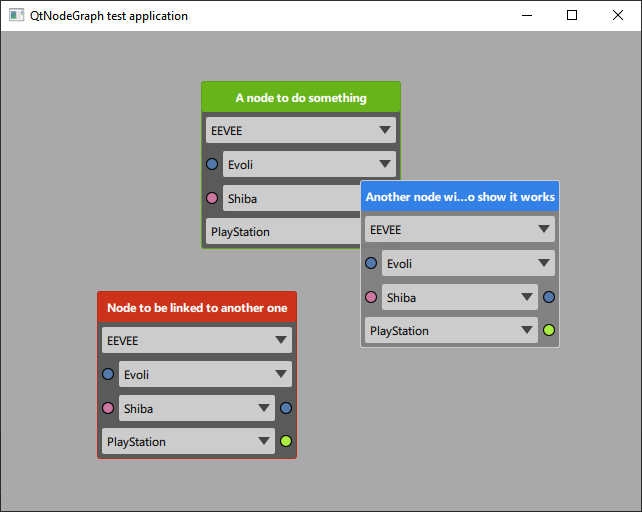 QtNodeGraph test application
A node to do something
EEVEE
Evoli
Shiba
PlayStation
Another node wi...o show it works
EEVEE
Evoli
Shiba
PlayStation
Node to be linked to another one
EEVEE
Evoli
Shiba
PlayStation